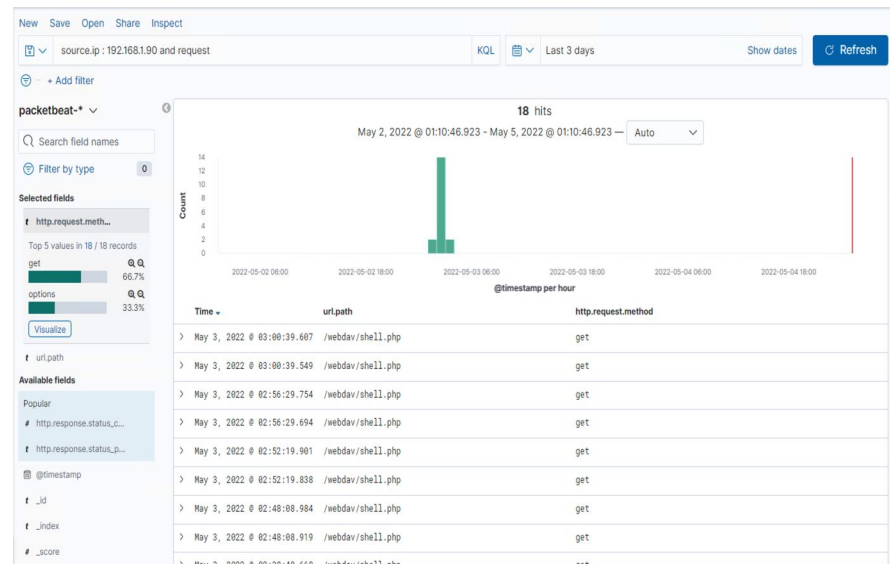 New Save Open Share Inspect
source.ip : 192.168.1.90 and request KQL Last 3 days Show dates Refresh
+ Add filter
packetbeat-*
Search field names
Filter by type 0
Selected fields
t http.request.meth...
Top 5 values in 18 / 18 records
get
66.7%
options
33.3%
Visualize
t url.path
Available fields
Popular
# http.response.status_c...
t http.response.status_p...
@timestamp
t _id
t _index
# _score
18 hits
May 2, 2022 @ 01:10:46.923 - May 5, 2022 @ 01:10:46.923 — Auto
Count
14
12
10
8
6
4
2
0
2022-05-02 06:00 2022-05-02 18:00 2022-05-03 06:00 2022-05-03 18:00 2022-05-04 06:00 2022-05-04 18:00
@timestamp per hour
Time url.path http.request.method
> May 3, 2022 @ 03:00:39.607 /webdav/shell.php get
> May 3, 2022 @ 03:00:39.549 /webdav/shell.php get
> May 3, 2022 @ 02:56:29.754 /webdav/shell.php get
> May 3, 2022 @ 02:56:29.694 /webdav/shell.php get
> May 3, 2022 @ 02:52:19.901 /webdav/shell.php get
> May 3, 2022 @ 02:52:19.838 /webdav/shell.php get
> May 3, 2022 @ 02:48:08.984 /webdav/shell.php get
> May 3, 2022 @ 02:48:08.919 /webdav/shell.php get